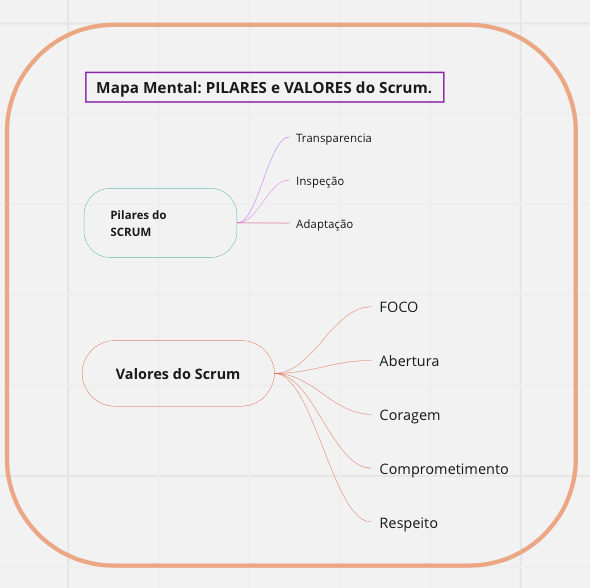 Mapa Mental: PILARES e VALORES do Scrum.
Transparencia
Inspeção
Pilares do
SCRUM
Adaptação
FOCO
Abertura
Valores do Scrum
Coragem
Comprometimento
Respeito